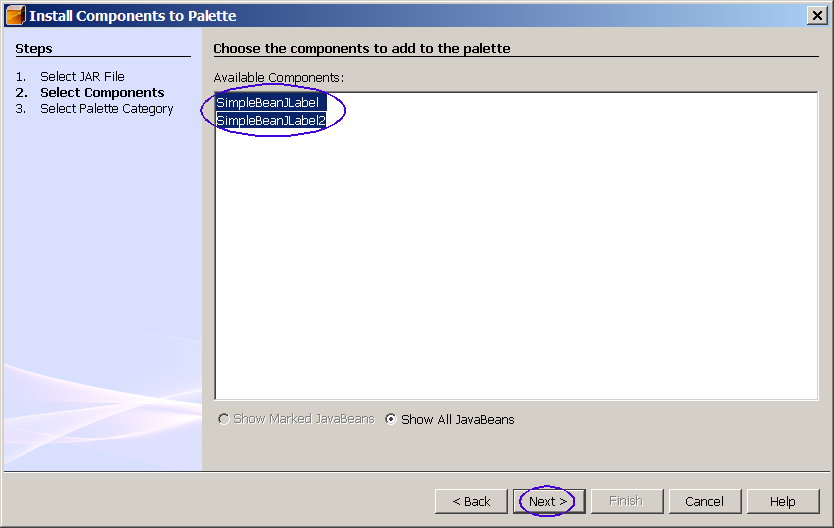 Install Components to Palette
Steps
1. Select JAR File
2. Select Components
3. Select Palette Category
Choose the components to add to the palette
Available Components:
SimpleBeanJLabel
SimpleBeanJLabel2
Show Marked JavaBeans Show All JavaBeans
< Back Next > Finish Cancel Help